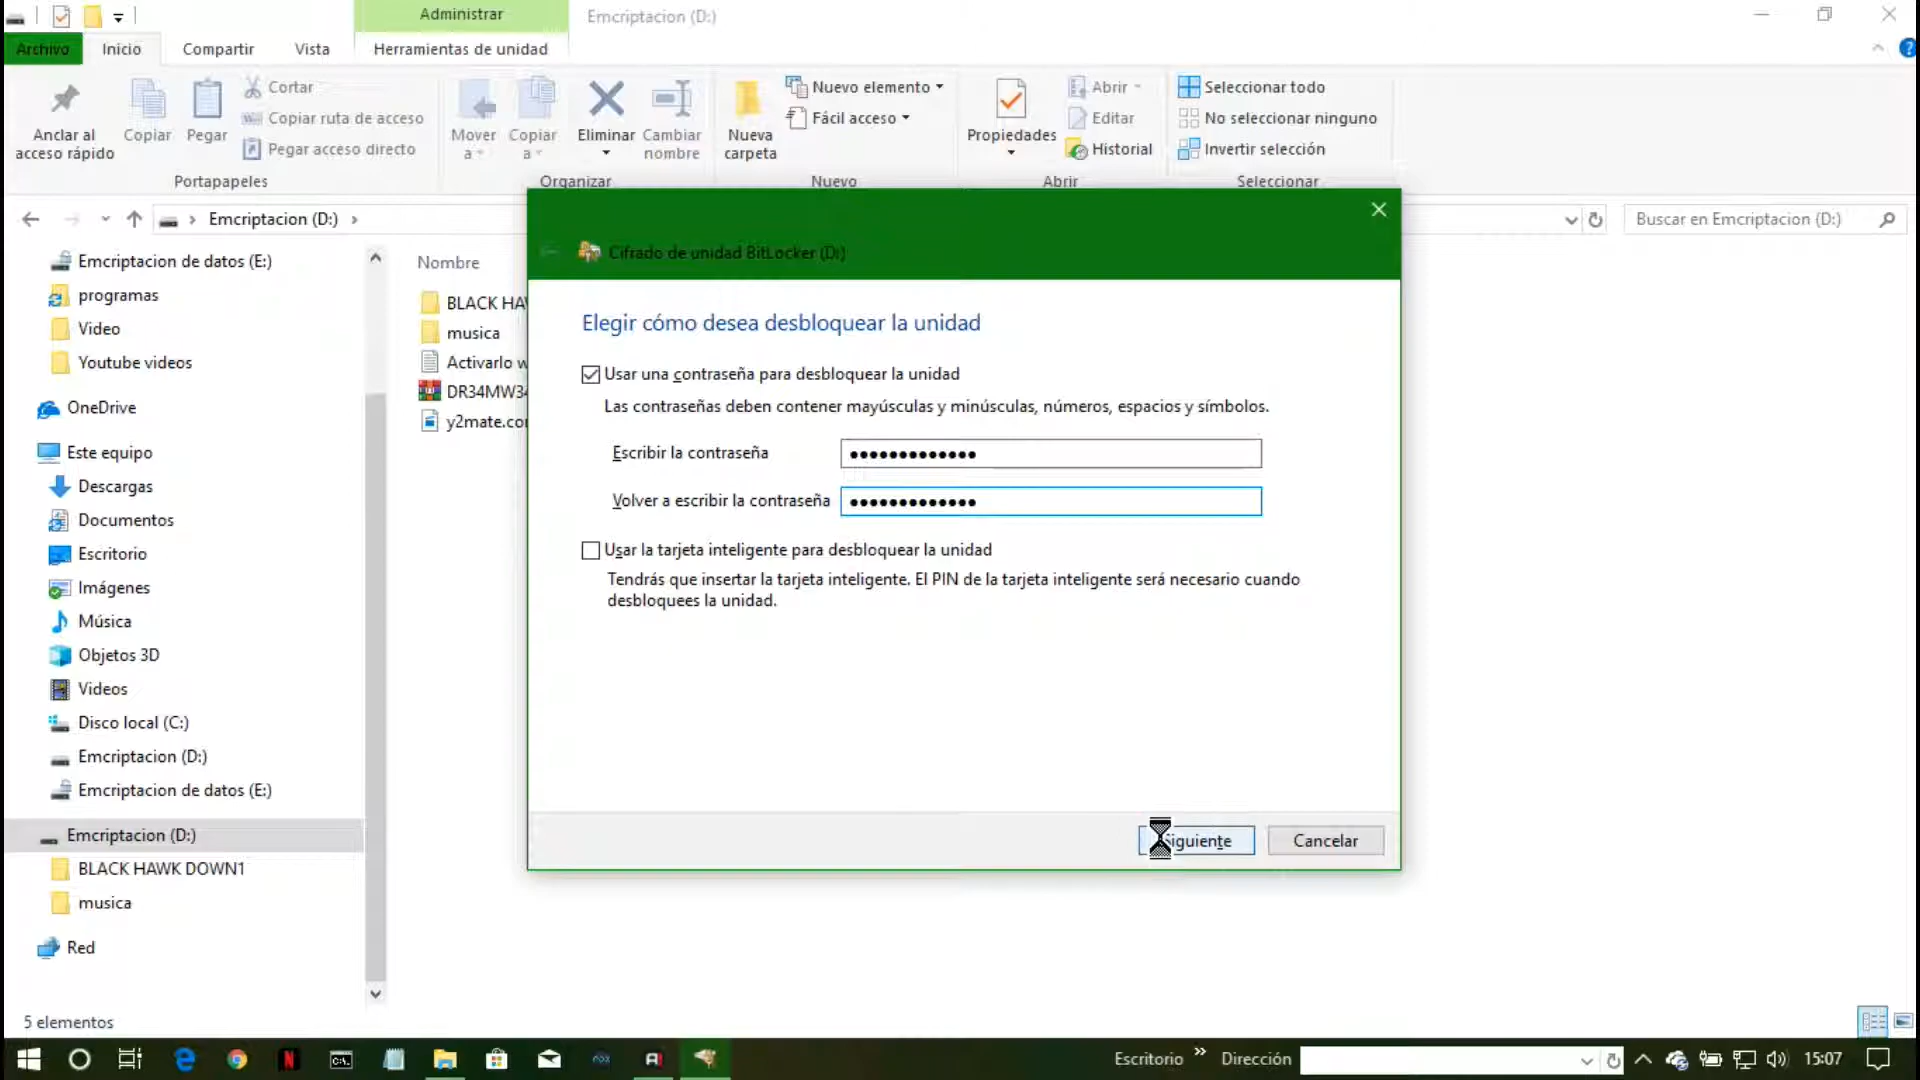 Administrar
Emcriptacion (D:)
Archivo
Inicio
Compartir
Vista
Herramientas de unidad
Anclar al
acceso rápido
Copiar
Pegar
Cortar
Copiar ruta de acceso
Pegar acceso directo
Portapapeles
Mover
a
Copiar
a
Eliminar
Cambiar
nombre
Organizar
Nueva
carpeta
Nuevo elemento
Fácil acceso
Nuevo
Propiedades
Abrir
Editar
Historial
Abrir
Seleccionar todo
No seleccionar ninguno
Invertir selección
Seleccionar
Emcriptacion (D:)
Buscar en Emcriptacion (D:)
Emcriptacion de datos (E:)
programas
Video
Youtube videos
OneDrive
Este equipo
Descargas
Documentos
Escritorio
Imágenes
Música
Objetos 3D
Videos
Disco local (C:)
Emcriptacion (D:)
Emcriptacion de datos (E:)
Emcriptacion (D:)
BLACK HAWK DOWN1
musica
Red
5 elementos
Nombre
BLACK HA
musica
Activarlo
DR34MW34
y2mate.co
Cifrado de unidad BitLocker (D:)
Elegir cómo desea desbloquear la unidad
Usar una contraseña para desbloquear la unidad
Las contraseñas deben contener mayúsculas y minúsculas, números, espacios y símbolos.
Escribir la contraseña
Volver a escribir la contraseña
Usar la tarjeta inteligente para desbloquear la unidad
Tendrás que insertar la tarjeta inteligente. El PIN de la tarjeta inteligente será necesario cuando
desbloquees la unidad.
Siguiente
Cancelar
Escritorio
Dirección
15:07